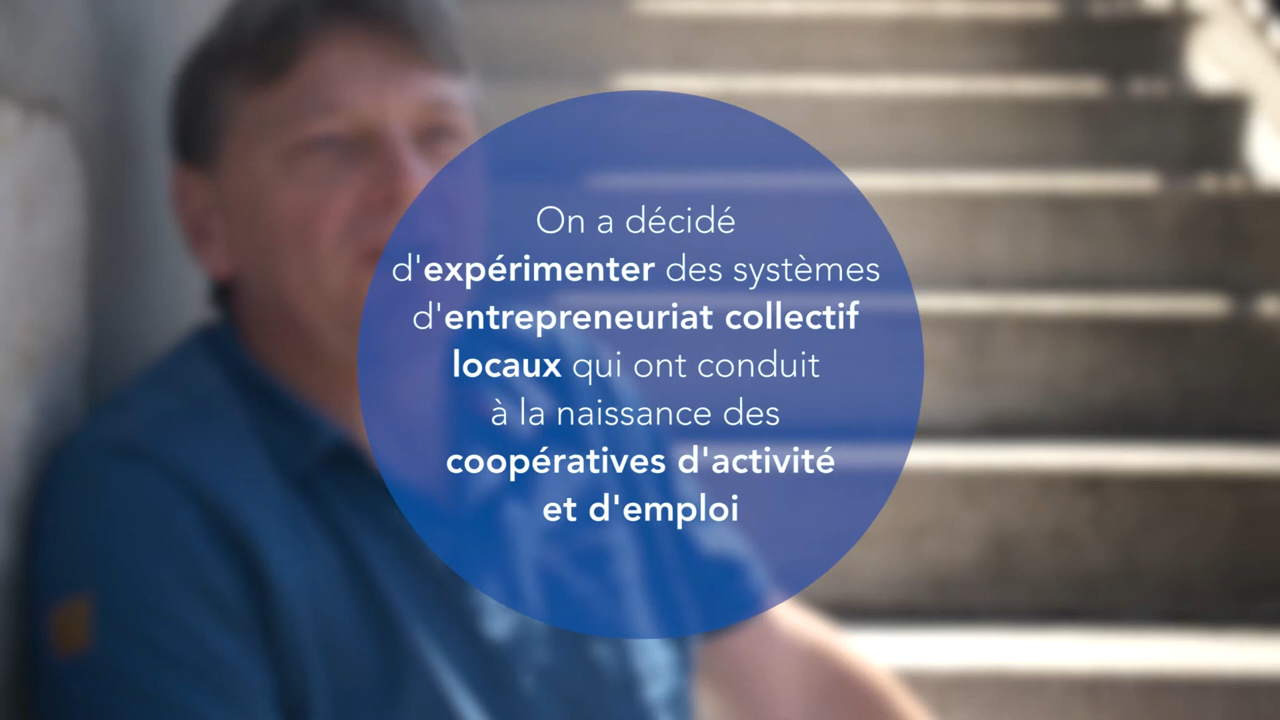 On a décidé
d'expérimenter des systèmes
d'entrepreneuriat collectif
locaux qui ont conduit
à la naissance des
coopératives d'activité
et d'emploi